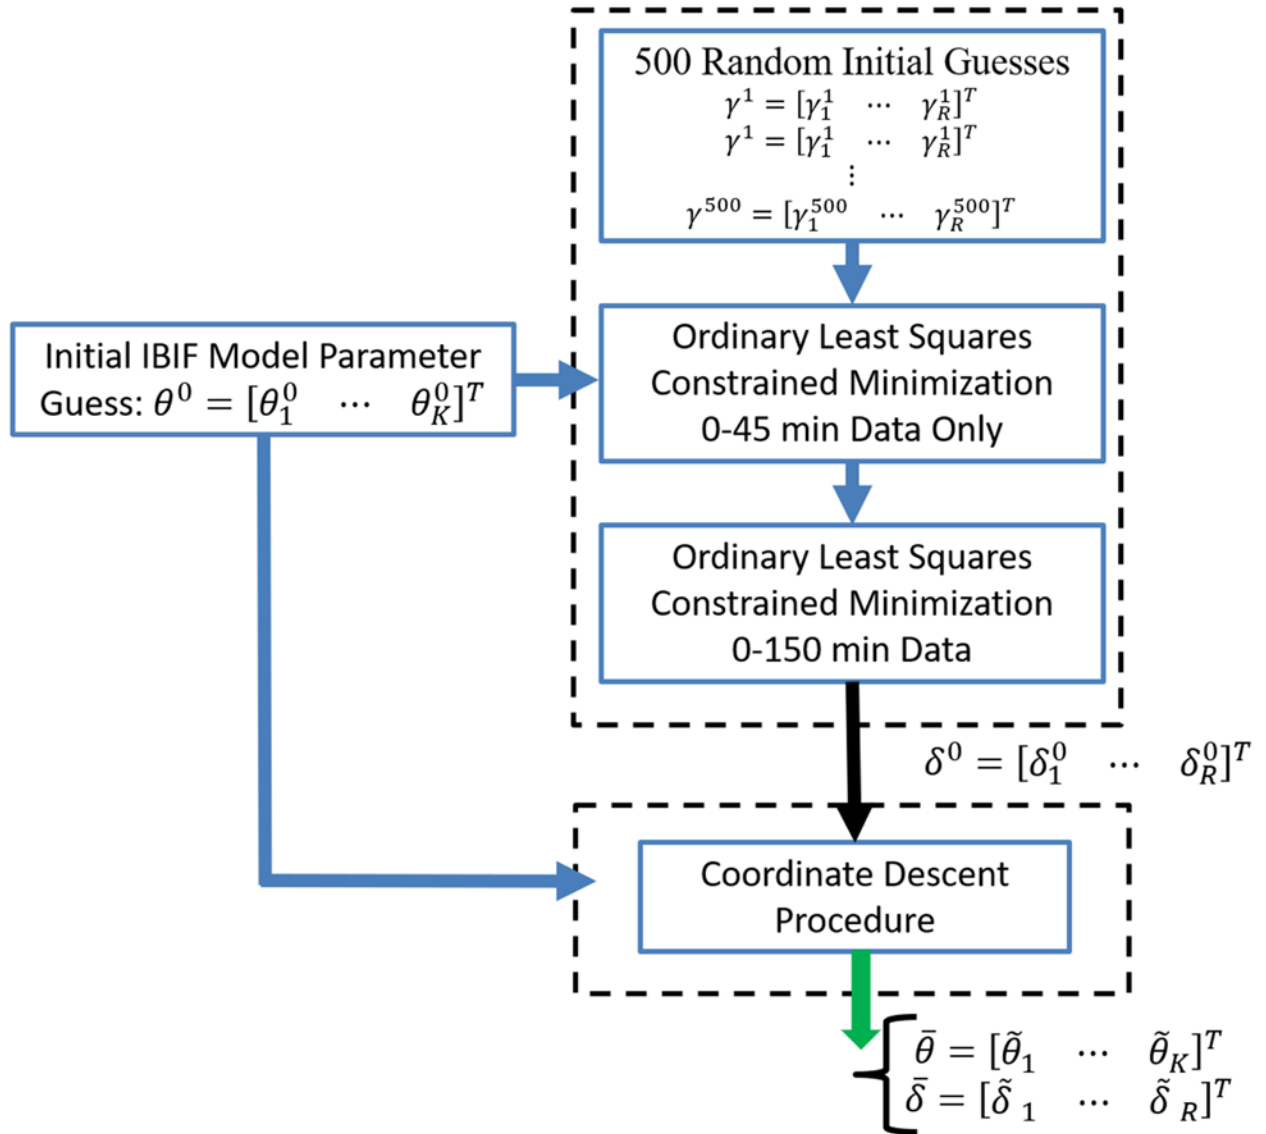 500 Random Initial Guesses
γ¹ = [γ₁¹ ⋯ γ_R¹]ᵀ
γ¹ = [γ₁¹ ⋯ γ_R¹]ᵀ
⋮
γ⁵⁰⁰ = [γ₁⁵⁰⁰ ⋯ γ_R⁵⁰⁰]ᵀ
Initial IBIF Model Parameter
Guess: θ⁰ = [θ₁⁰ ⋯ θ_K⁰]ᵀ
Ordinary Least Squares
Constrained Minimization
0-45 min Data Only
Ordinary Least Squares
Constrained Minimization
0-150 min Data
δ⁰ = [δ₁⁰ ⋯ δ_R⁰]ᵀ
Coordinate Descent
Procedure
θ̄ = [θ̃₁ ⋯ θ̃_K]ᵀ
δ̄ = [δ̃ ₁ ⋯ δ̃ _R]ᵀ